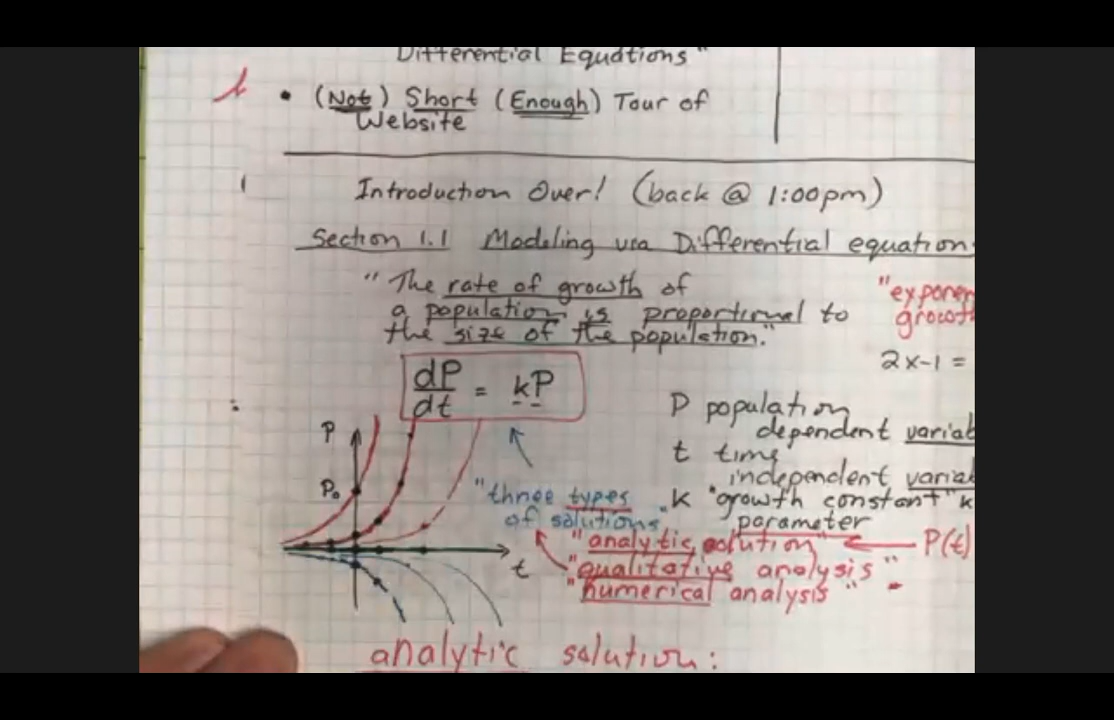 Differential Equations"
• (Not) Short (Enough) Tour of
Website
Introduction Over! (back @ 1:00pm)
Section 1.1 Modeling via Differential equation
"The rate of growth of
a population is proportional to
the size of the population."
"expone
growt
2x-1 =
dP/dt = kP
P population
dependent variab
t time
independent variab
k "growth constant" k
parameter
P
P₀
t
"three types
of solutions"
"analytic solution" ← P(t)
"qualitative analysis"
"numerical analysis"
analytic solution: